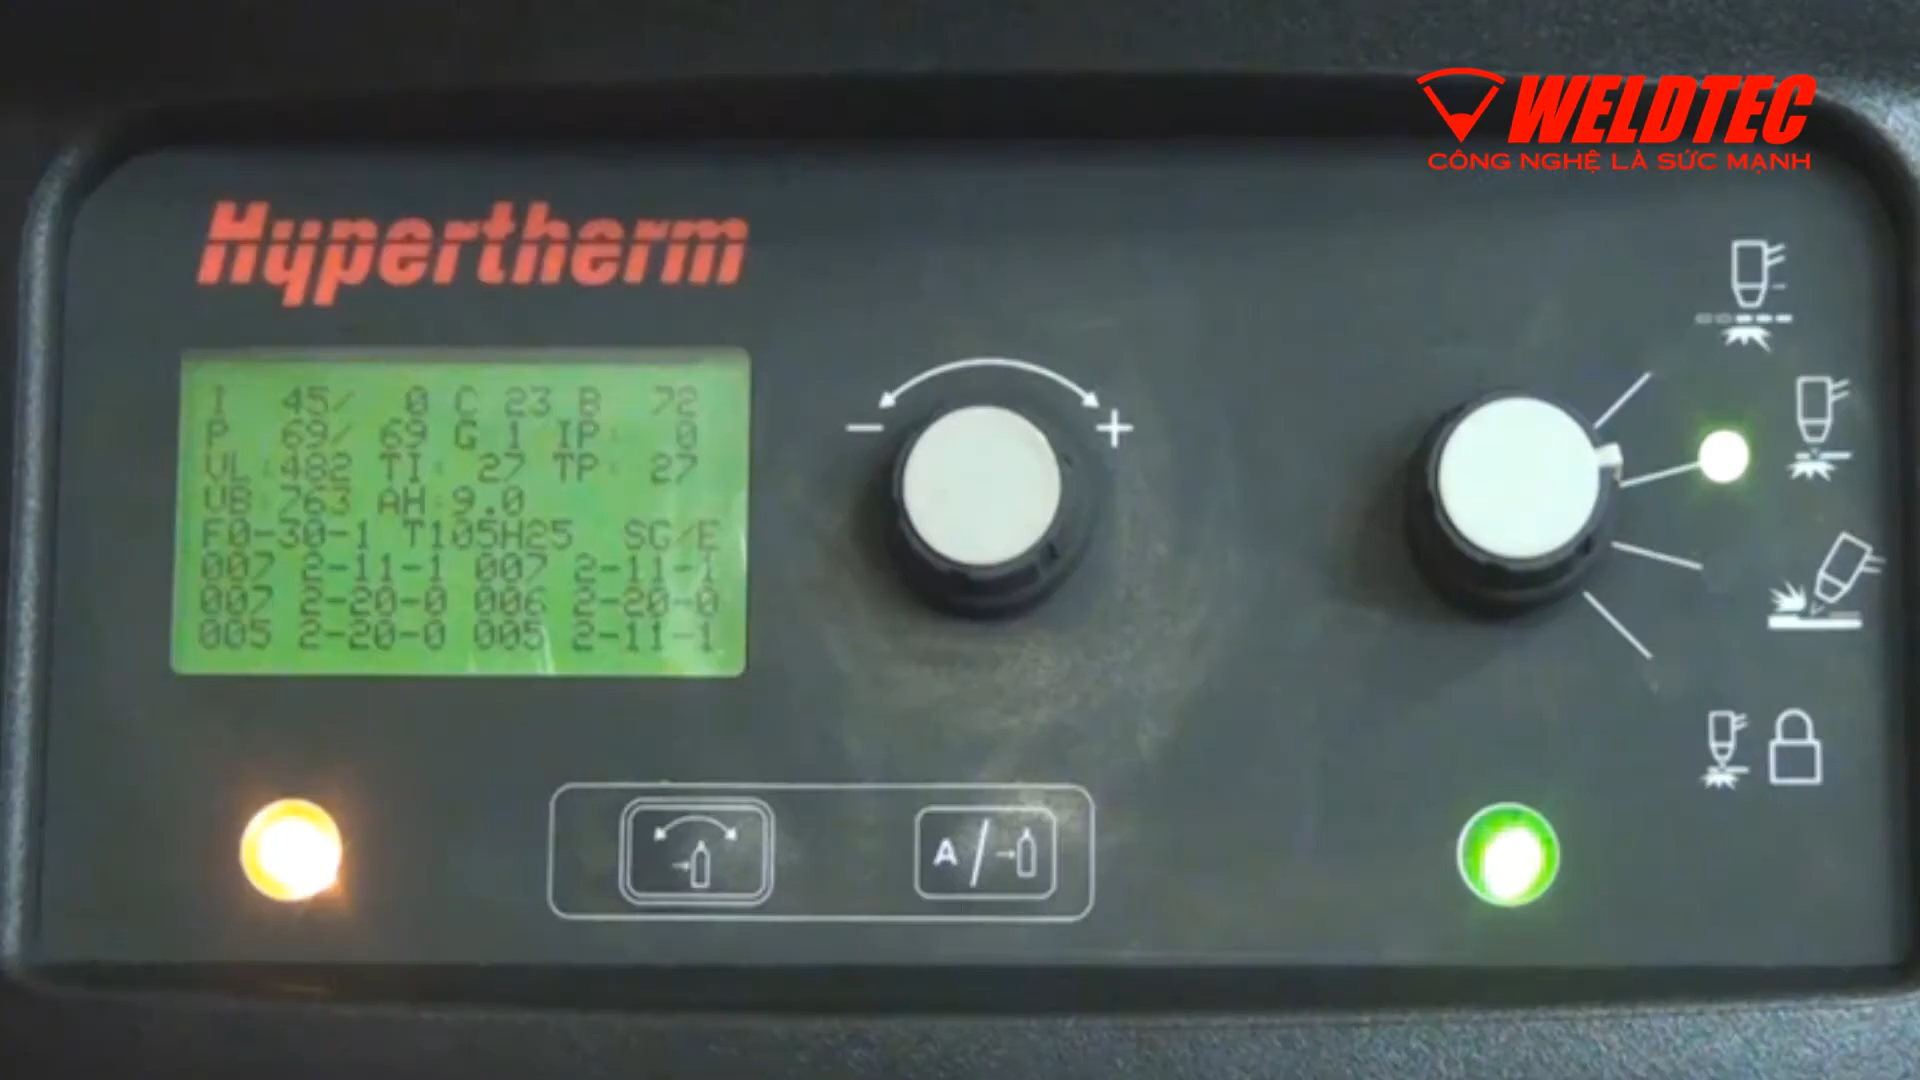 WELDTEC
CÔNG NGHỆ LÀ SỨC MẠNH
Hypertherm
I 45/ 0 C 23 B 72
P 69/ 69 G 1 IP: 0
VL:482 TI: 27 TP: 27
VB:763 AH:9.0
F0-30-1 T105H25 SG/E
007 2-11-1 007 2-11-1
007 2-20-0 006 2-20-0
005 2-20-0 005 2-11-1
− +
A/